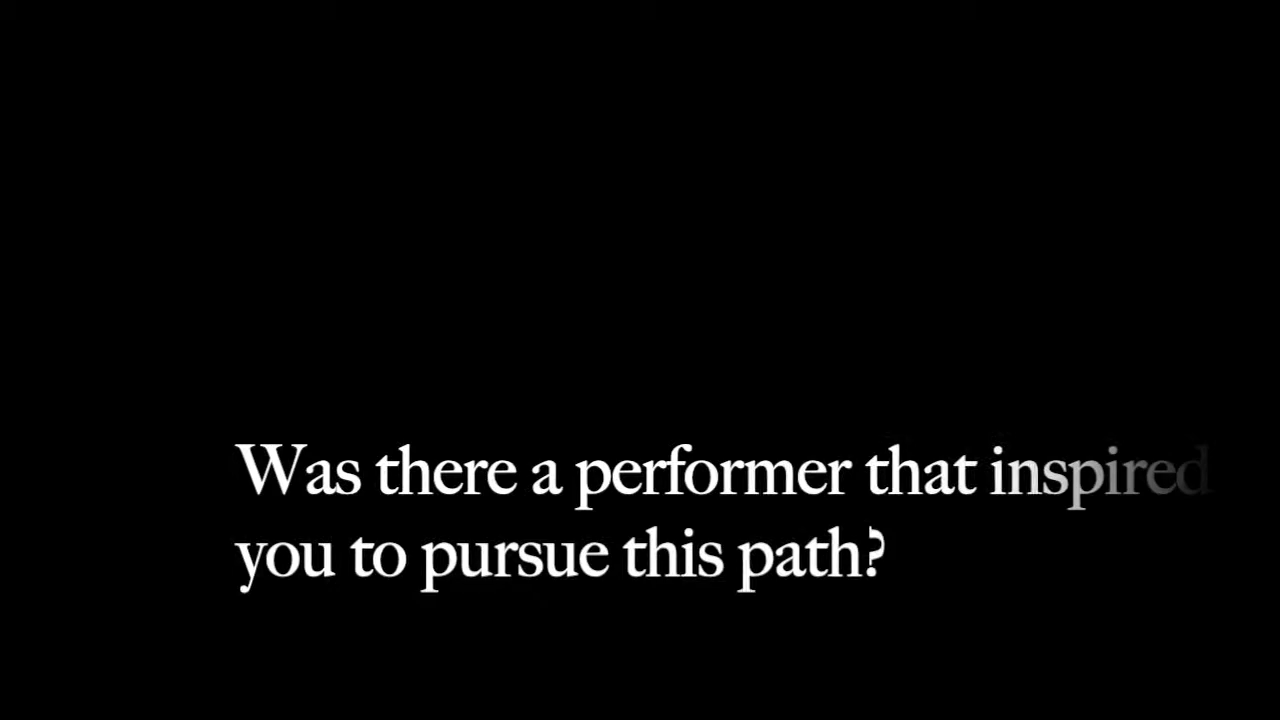 Was there a performer that inspired
you to pursue this path?